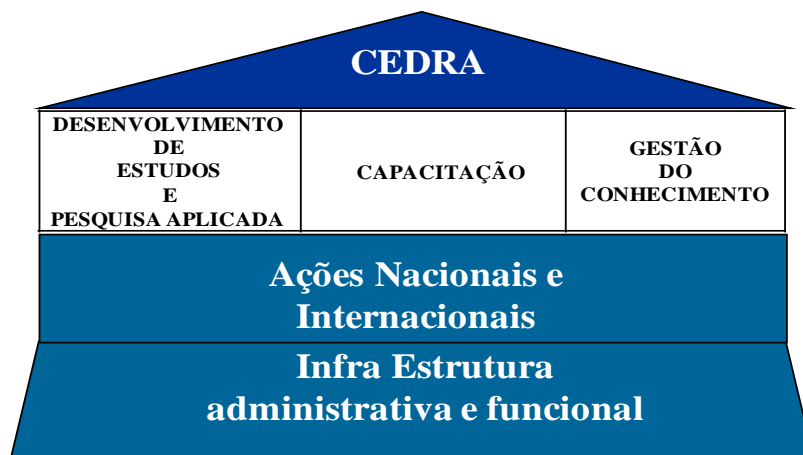 CEDRA
DESENVOLVIMENTO
DE
ESTUDOS
E
PESQUISA APLICADA
CAPACITAÇÃO
GESTÃO
DO
CONHECIMENTO
Ações Nacionais e
Internacionais
Infra Estrutura
administrativa e funcional